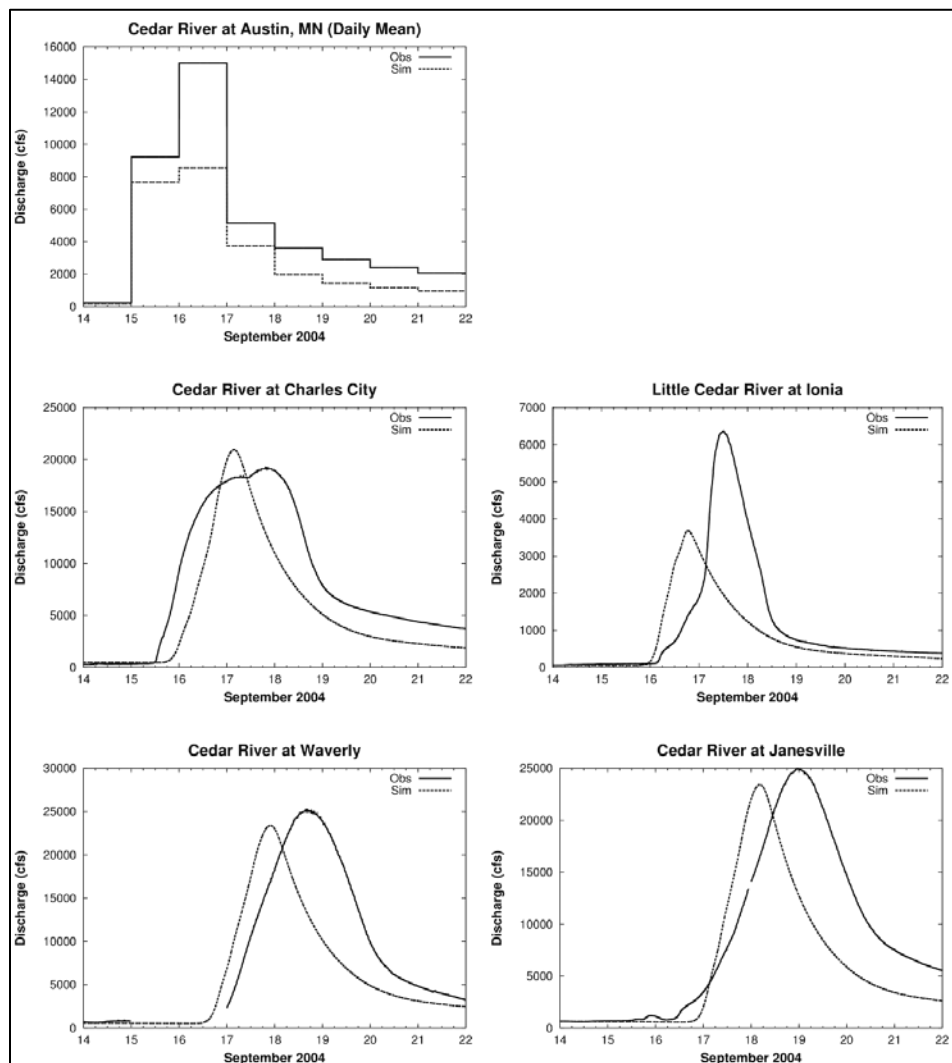 Cedar River at Austin, MN (Daily Mean)
16000
14000
12000
10000
8000
6000
4000
2000
0
Discharge (cfs)
Obs
Sim
14 15 16 17 18 19 20 21 22
September 2004
Cedar River at Charles City
25000
20000
15000
10000
5000
0
Discharge (cfs)
Obs
Sim
14 15 16 17 18 19 20 21 22
September 2004
Little Cedar River at Ionia
7000
6000
5000
4000
3000
2000
1000
0
Discharge (cfs)
Obs
Sim
14 15 16 17 18 19 20 21 22
September 2004
Cedar River at Waverly
30000
25000
20000
15000
10000
5000
0
Discharge (cfs)
Obs
Sim
14 15 16 17 18 19 20 21 22
September 2004
Cedar River at Janesville
25000
20000
15000
10000
5000
0
Discharge (cfs)
Obs
Sim
14 15 16 17 18 19 20 21 22
September 2004